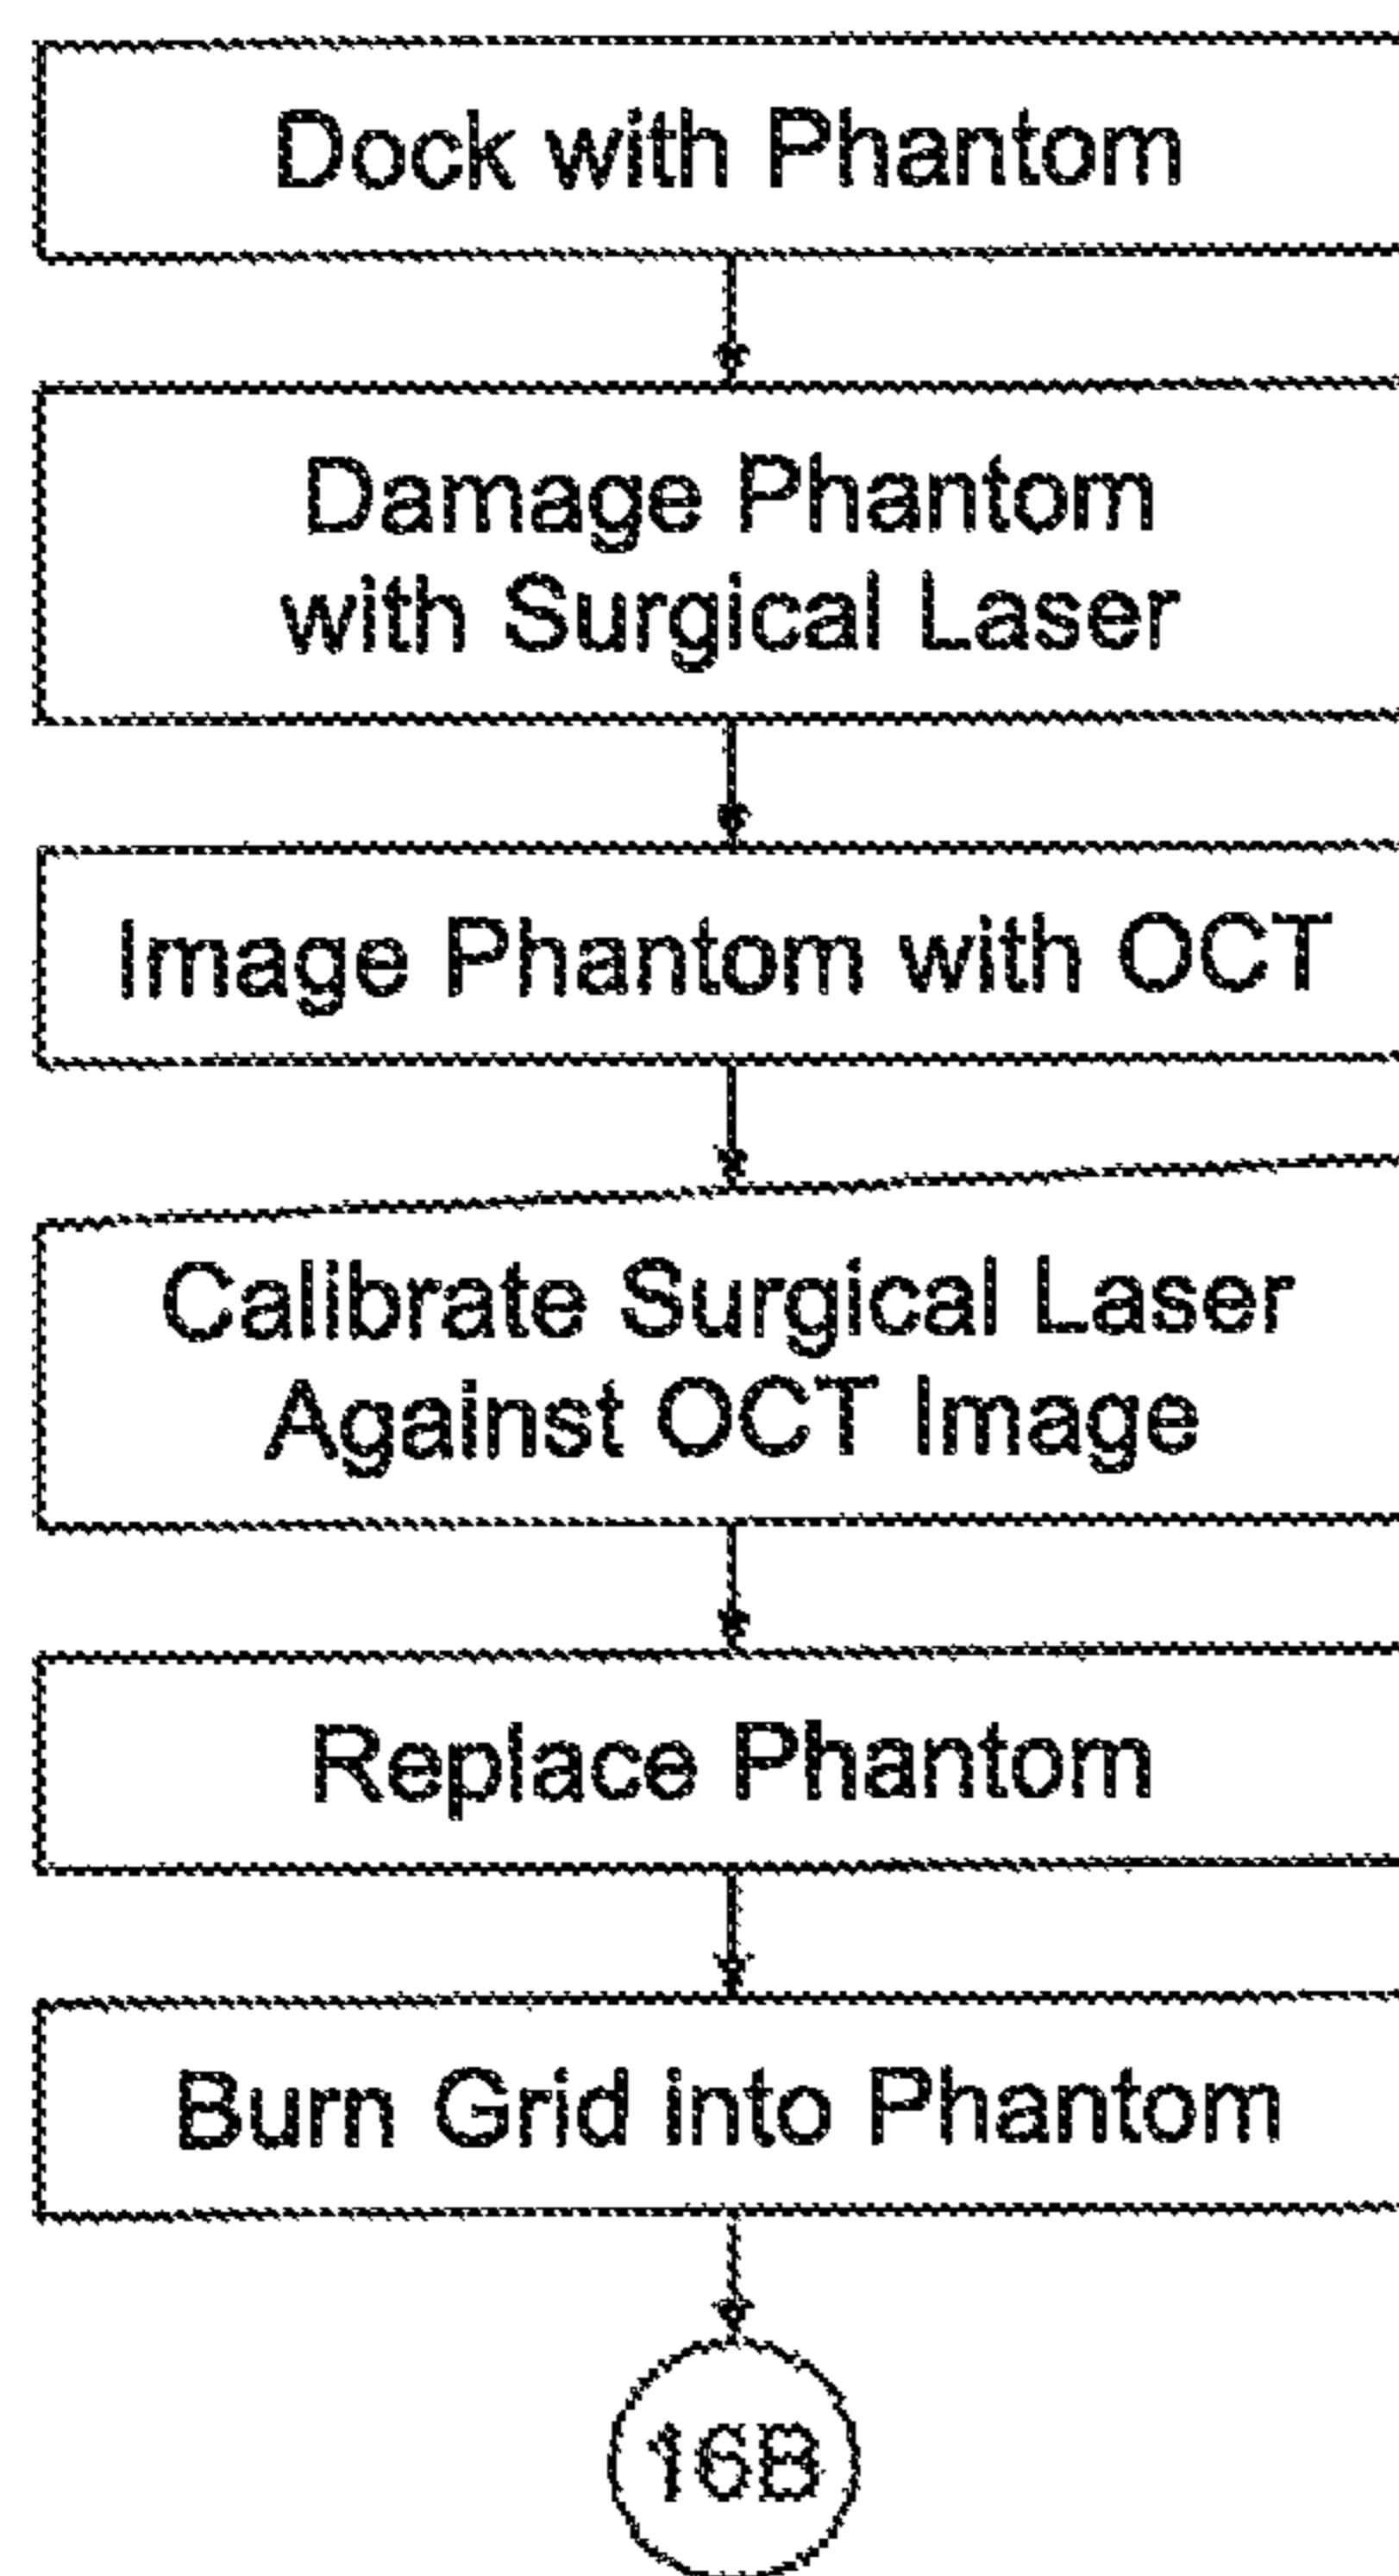 Dock with Phantom
Damage Phantom
with Surgical Laser
Image Phantom with OCT
Calibrate Surgical Laser
Against OCT Image
Replace Phantom
Burn Grid into Phantom
16B